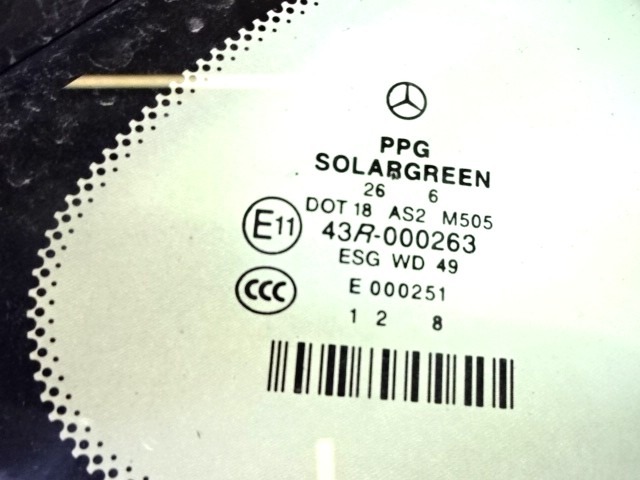 PPG
SOLARGREEN
26 6
DOT 18 AS2 M505
E11 43R-000263
ESG WD 49
CCC E 000251
1 2 8